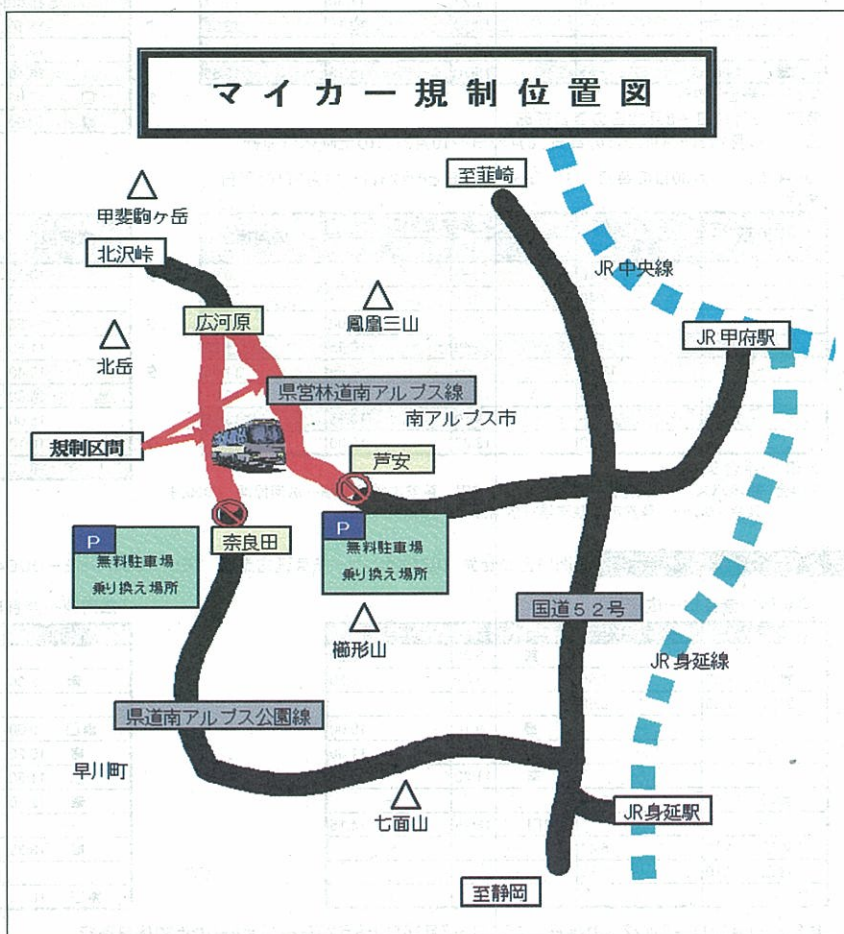 マイカー規制位置図
至韮崎
甲斐駒ヶ岳
北沢峠
JR中央線
広河原
鳳凰三山
JR甲府駅
北岳
県営林道南アルプス線
南アルプス市
規制区間
芦安
P
無料駐車場
乗り換え場所
奈良田
P
無料駐車場
乗り換え場所
国道52号
櫛形山
JR身延線
県道南アルプス公園線
早川町
七面山
JR身延駅
至静岡